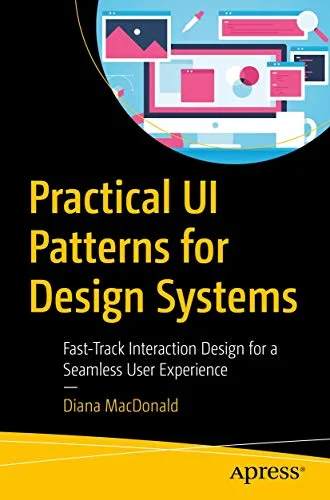 Practical UI
Patterns for
Design Systems
Fast-Track Interaction Design for a
Seamless User Experience
—
Diana MacDonald
Apress®